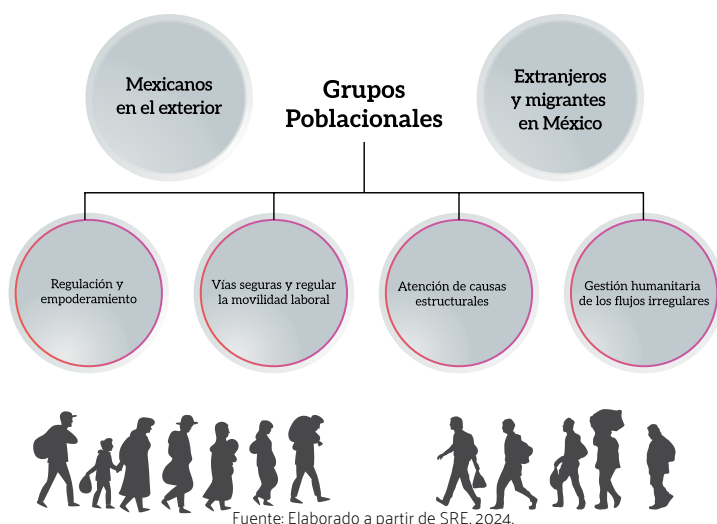 Mexicanos
en el exterior
Grupos
Poblacionales
Extranjeros
y migrantes
en México
Regulación y
empoderamiento
Vías seguras y regular
la movilidad laboral
Atención de causas
estructurales
Gestión humanitaria
de los flujos irregulares
Fuente: Elaborado a partir de SRE, 2024.